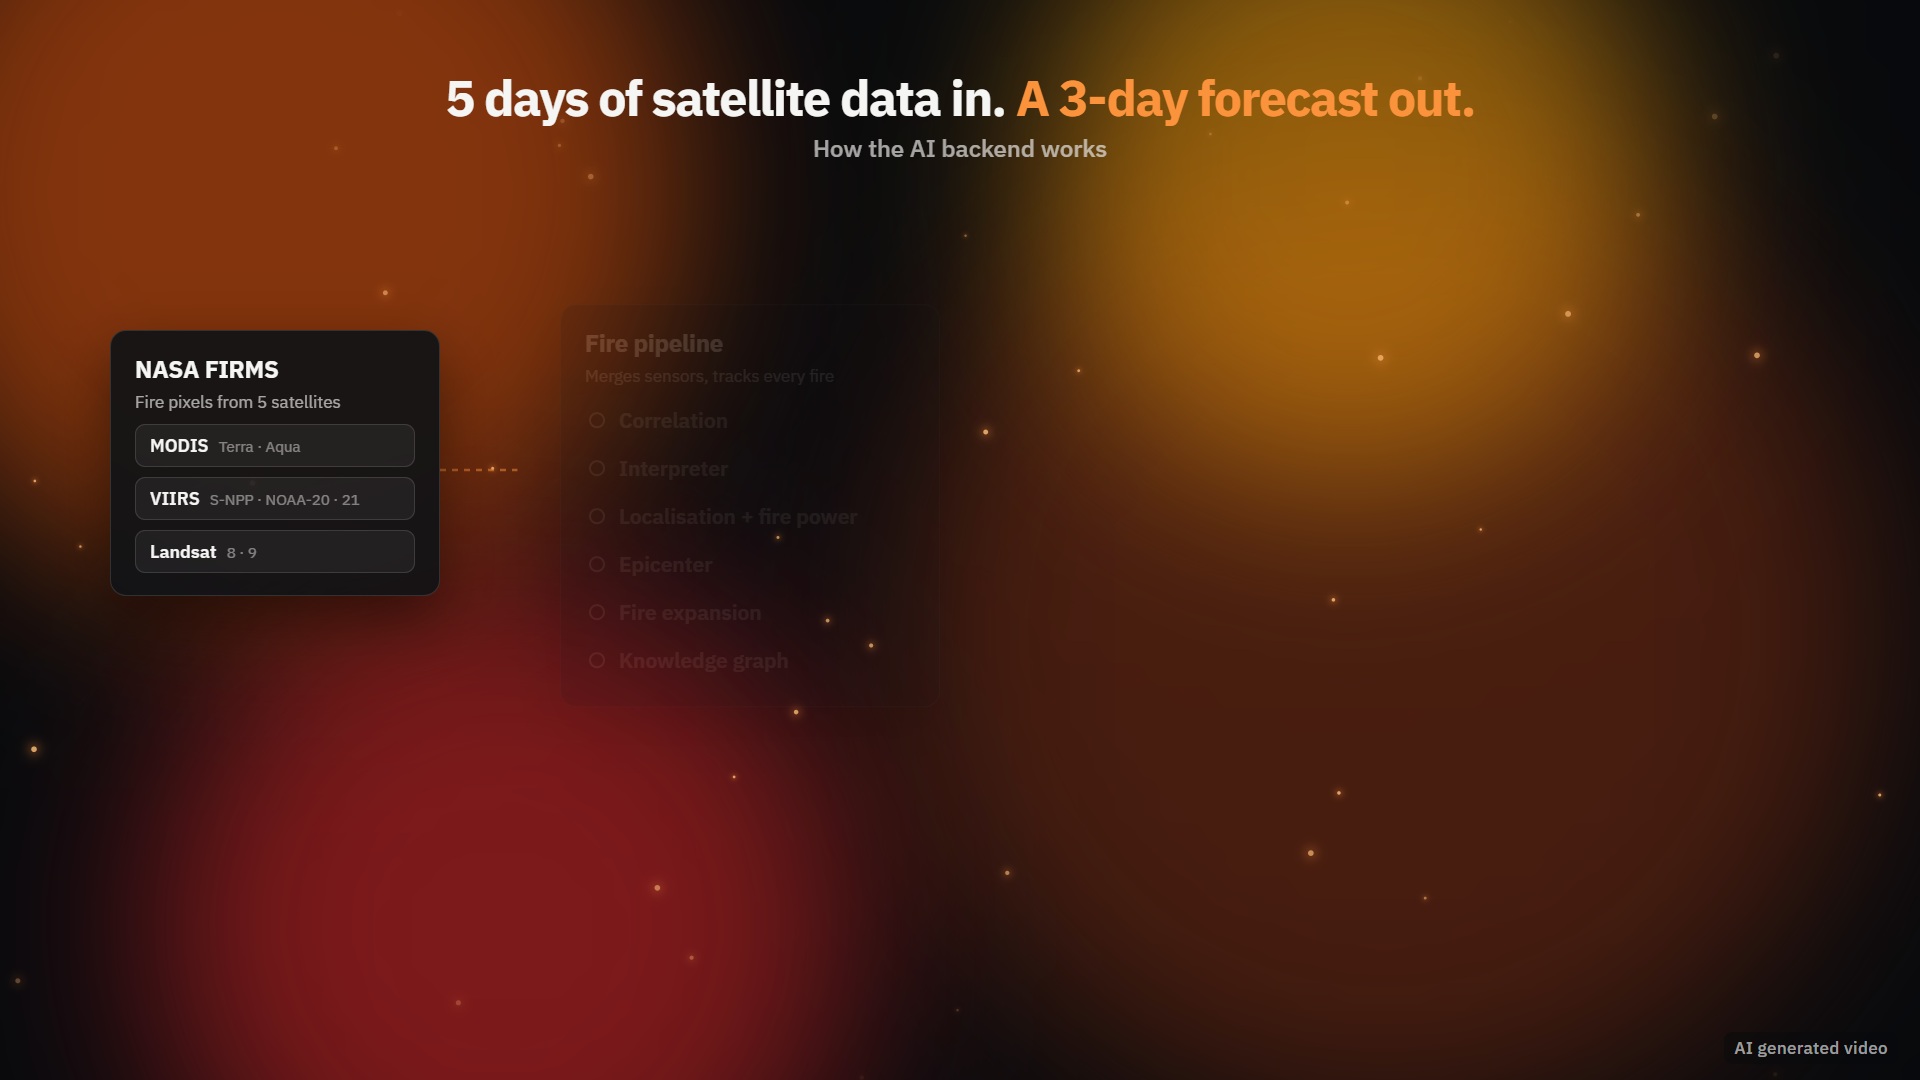 5 days of satellite data in. A 3-day forecast out.
How the AI backend works
NASA FIRMS
Fire pixels from 5 satellites
MODIS Terra · Aqua
VIIRS S-NPP · NOAA-20 · 21
Landsat 8 · 9
Fire pipeline
Merges sensors, tracks every fire
Correlation
Interpreter
Localisation + fire power
Epicenter
Fire expansion
Knowledge graph
AI generated video